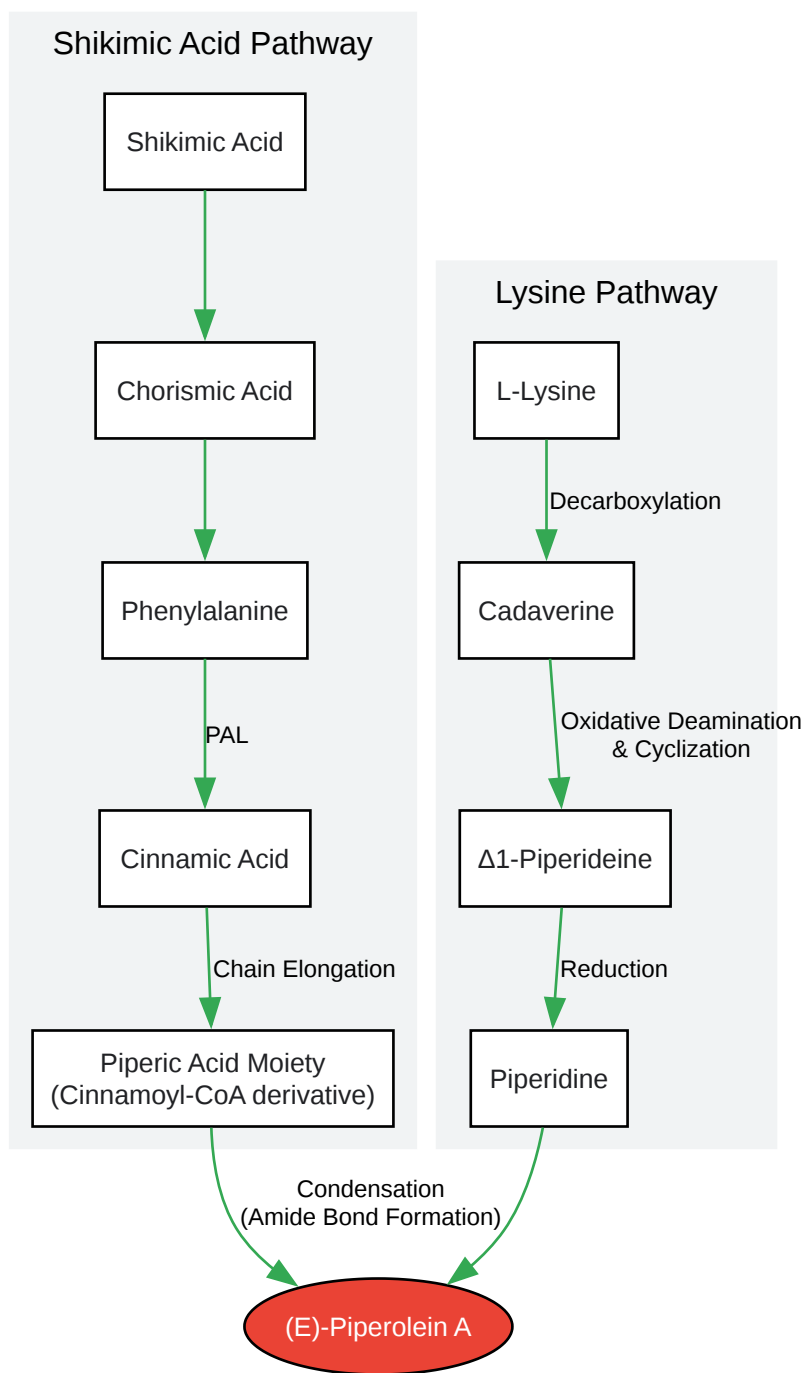 Shikimic Acid Pathway
Shikimic Acid
Chorismic Acid
Phenylalanine
PAL
Cinnamic Acid
Chain Elongation
Piperic Acid Moiety
(Cinnamoyl-CoA derivative)
Lysine Pathway
L-Lysine
Decarboxylation
Cadaverine
Oxidative Deamination
& Cyclization
Δ1-Piperideine
Reduction
Piperidine
Condensation
(Amide Bond Formation)
(E)-Piperolein A